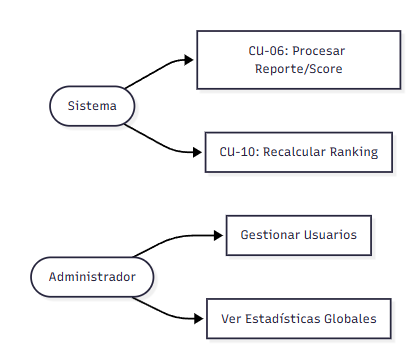 CU-06: Procesar
Reporte/Score
Sistema
CU-10: Recalcular Ranking
Gestionar Usuarios
Administrador
Ver Estadísticas Globales